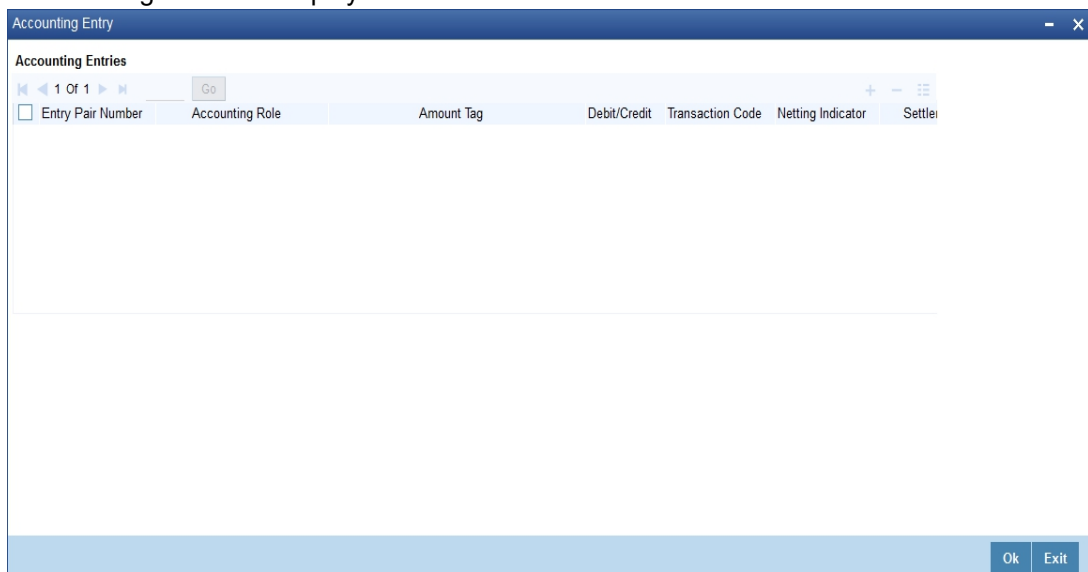 Accounting Entry
Accounting Entries
1 Of 1 Go
Entry Pair Number Accounting Role Amount Tag Debit/Credit Transaction Code Netting Indicator Settle
Ok Exit